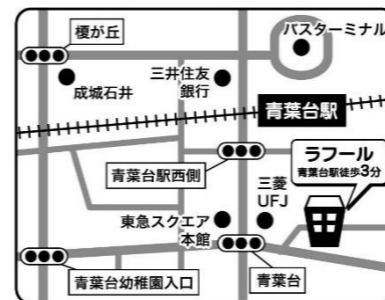 榎が丘
バスターミナル
成城石井
三井住友
銀行
青葉台駅
ラフール
青葉台駅徒歩3分
青葉台駅西側
三菱
UFJ
東急スクエア
本館
青葉台幼稚園入口
青葉台